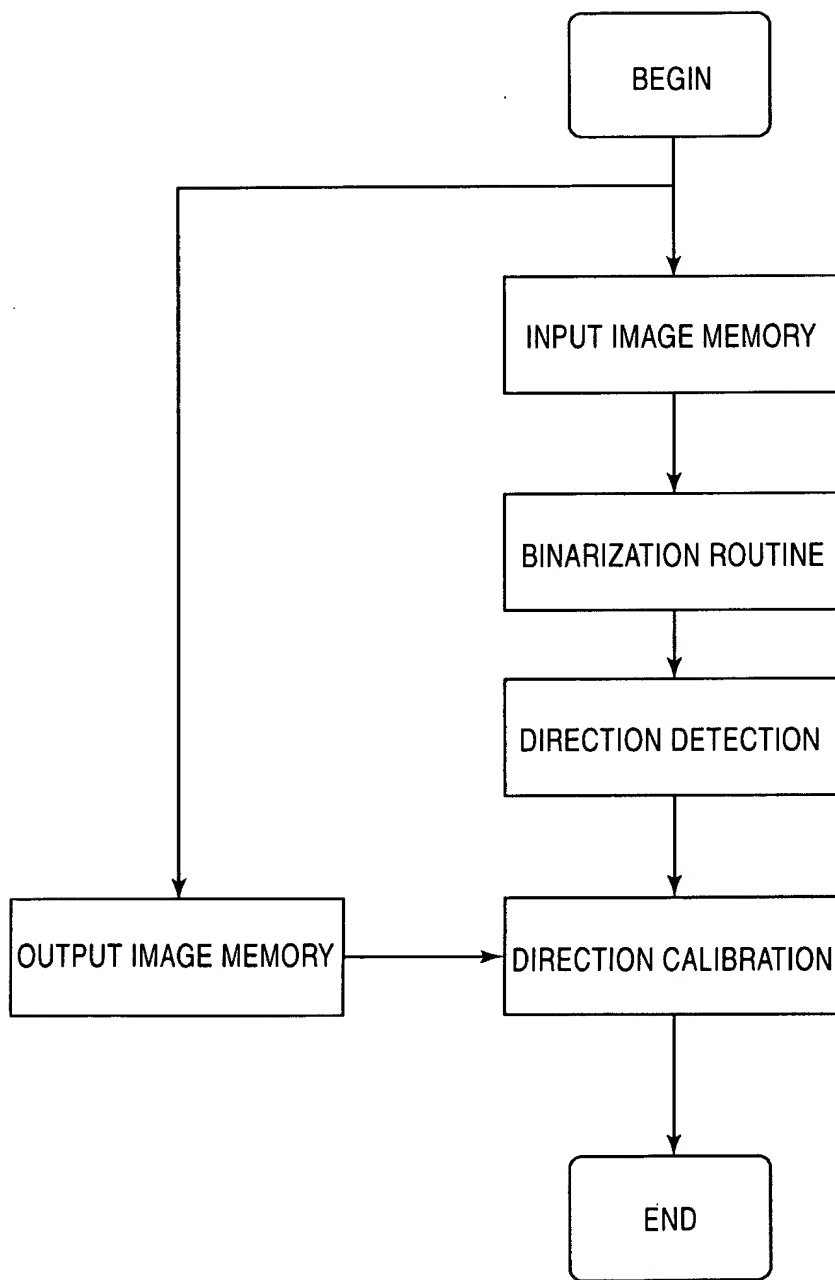 BEGIN
INPUT IMAGE MEMORY
BINARIZATION ROUTINE
DIRECTION DETECTION
OUTPUT IMAGE MEMORY
DIRECTION CALIBRATION
END